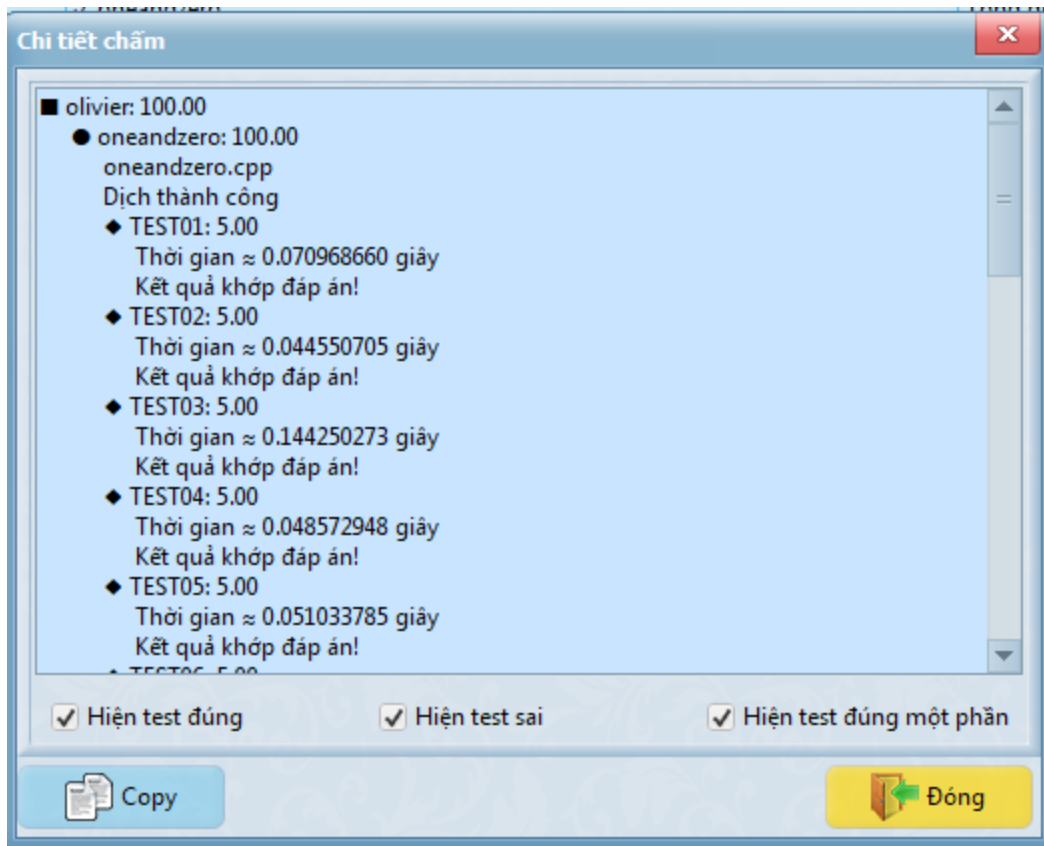 Chi tiết chấm
■ olivier: 100.00
● oneandzero: 100.00
oneandzero.cpp
Dịch thành công
◆ TEST01: 5.00
Thời gian ≈ 0.070968660 giây
Kết quả khớp đáp án!
◆ TEST02: 5.00
Thời gian ≈ 0.044550705 giây
Kết quả khớp đáp án!
◆ TEST03: 5.00
Thời gian ≈ 0.144250273 giây
Kết quả khớp đáp án!
◆ TEST04: 5.00
Thời gian ≈ 0.048572948 giây
Kết quả khớp đáp án!
◆ TEST05: 5.00
Thời gian ≈ 0.051033785 giây
Kết quả khớp đáp án!
Hiện test đúng
Hiện test sai
Hiện test đúng một phần
Copy
Đóng